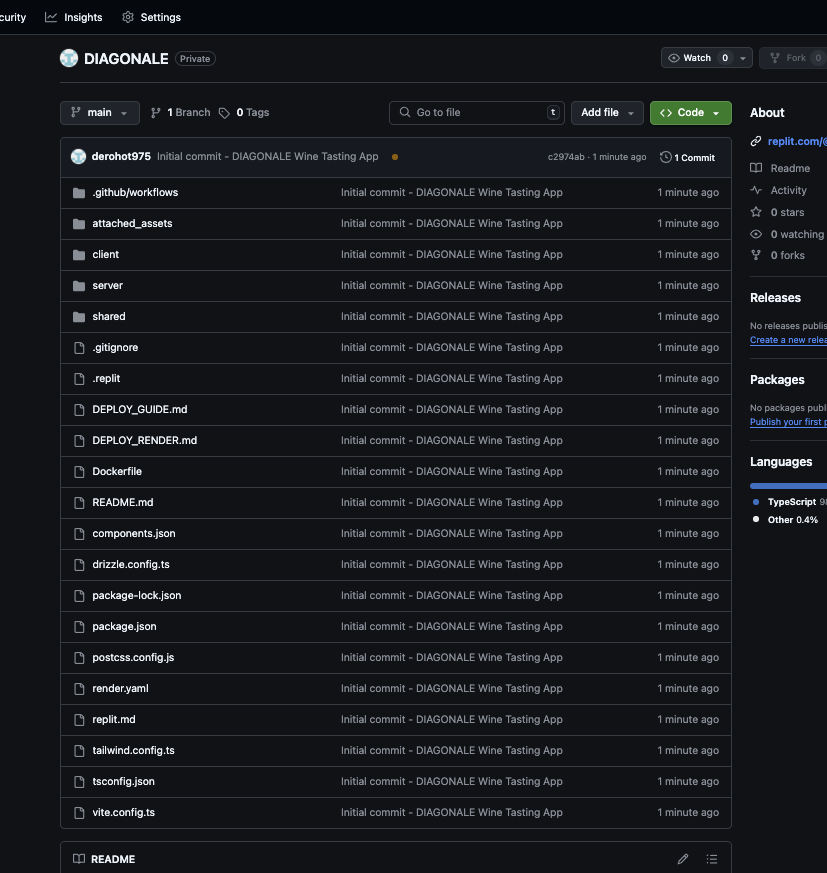 curity Insights Settings
DIAGONALE Private Watch 0 Fork 0
main 1 Branch 0 Tags Go to file t Add file Code
derohot975 Initial commit - DIAGONALE Wine Tasting App c2974ab · 1 minute ago 1 Commit
.github/workflows Initial commit - DIAGONALE Wine Tasting App 1 minute ago
attached_assets Initial commit - DIAGONALE Wine Tasting App 1 minute ago
client Initial commit - DIAGONALE Wine Tasting App 1 minute ago
server Initial commit - DIAGONALE Wine Tasting App 1 minute ago
shared Initial commit - DIAGONALE Wine Tasting App 1 minute ago
.gitignore Initial commit - DIAGONALE Wine Tasting App 1 minute ago
.replit Initial commit - DIAGONALE Wine Tasting App 1 minute ago
DEPLOY_GUIDE.md Initial commit - DIAGONALE Wine Tasting App 1 minute ago
DEPLOY_RENDER.md Initial commit - DIAGONALE Wine Tasting App 1 minute ago
Dockerfile Initial commit - DIAGONALE Wine Tasting App 1 minute ago
README.md Initial commit - DIAGONALE Wine Tasting App 1 minute ago
components.json Initial commit - DIAGONALE Wine Tasting App 1 minute ago
drizzle.config.ts Initial commit - DIAGONALE Wine Tasting App 1 minute ago
package-lock.json Initial commit - DIAGONALE Wine Tasting App 1 minute ago
package.json Initial commit - DIAGONALE Wine Tasting App 1 minute ago
postcss.config.js Initial commit - DIAGONALE Wine Tasting App 1 minute ago
render.yaml Initial commit - DIAGONALE Wine Tasting App 1 minute ago
replit.md Initial commit - DIAGONALE Wine Tasting App 1 minute ago
tailwind.config.ts Initial commit - DIAGONALE Wine Tasting App 1 minute ago
tsconfig.json Initial commit - DIAGONALE Wine Tasting App 1 minute ago
vite.config.ts Initial commit - DIAGONALE Wine Tasting App 1 minute ago
README
About
replit.com/@
Readme
Activity
0 stars
0 watching
0 forks
Releases
No releases publis
Create a new relea
Packages
No packages publ
Publish your first p
Languages
TypeScript 9
Other 0.4%